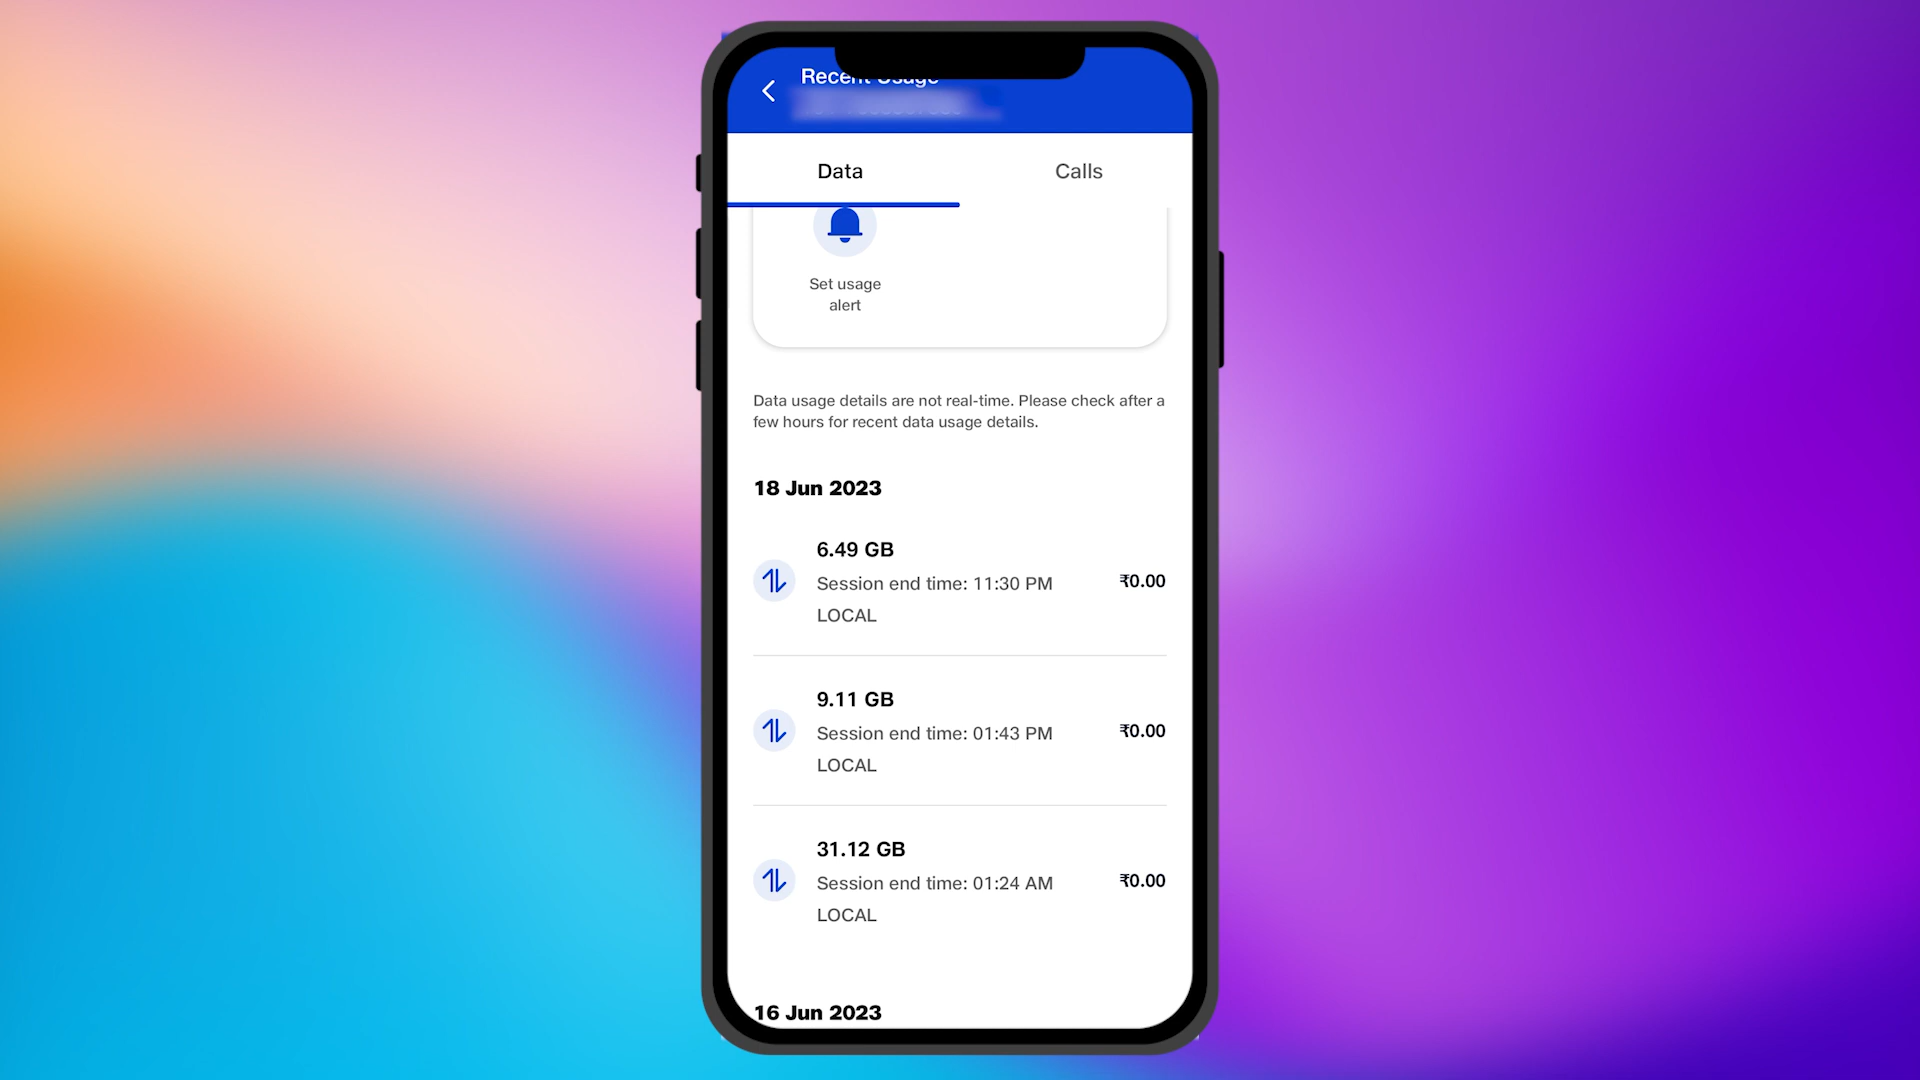 Recent Usage
Data
Calls
Set usage
alert
Data usage details are not real-time. Please check after a
few hours for recent data usage details.
18 Jun 2023
6.49 GB
Session end time: 11:30 PM
₹0.00
LOCAL
9.11 GB
Session end time: 01:43 PM
₹0.00
LOCAL
31.12 GB
Session end time: 01:24 AM
₹0.00
LOCAL
16 Jun 2023